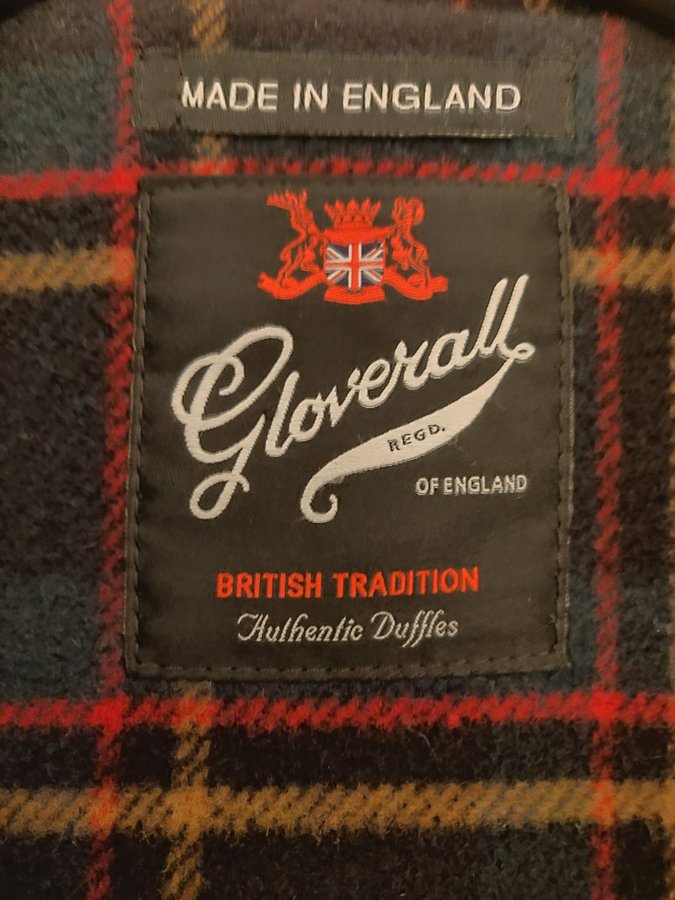 MADE IN ENGLAND
Gloverall
REGD.
OF ENGLAND
BRITISH TRADITION
Authentic Duffles